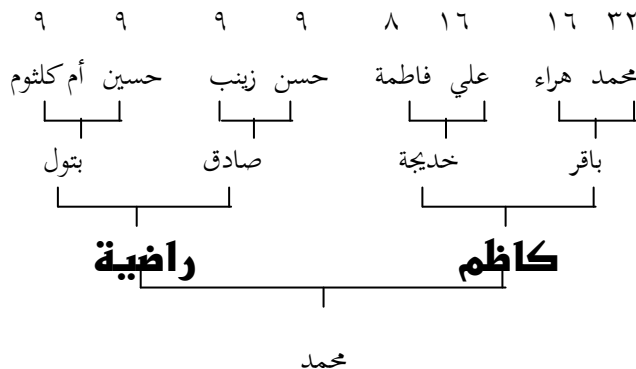 ٣٢ ١٦ ١٦ ٨ ٩ ٩ ٩ ٩
محمد هراء علي فاطمة حسن زينب حسين أم كلثوم
باقر خديجة صادق بتول
كاظم راضية
محمد